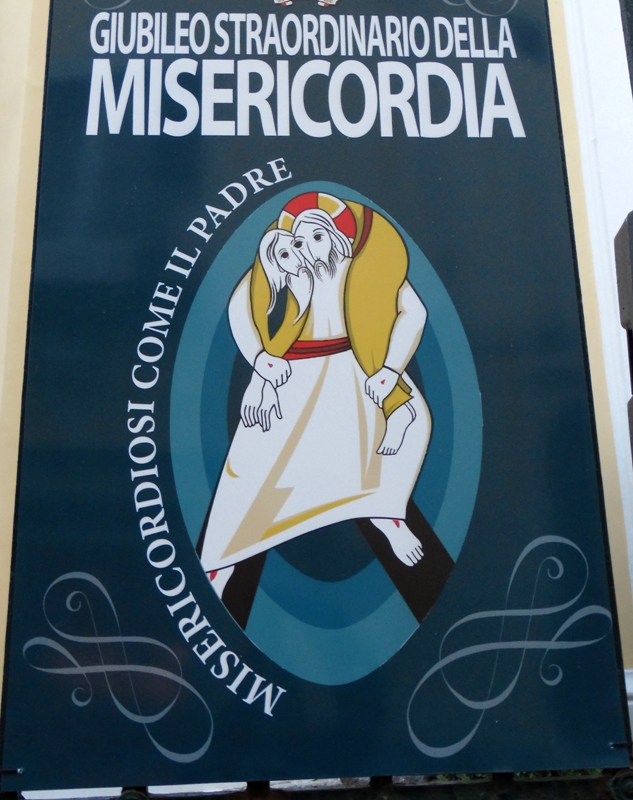 GIUBILEO STRAORDINARIO DELLA
MISERICORDIA
MISERICORDIOSI COME IL PADRE